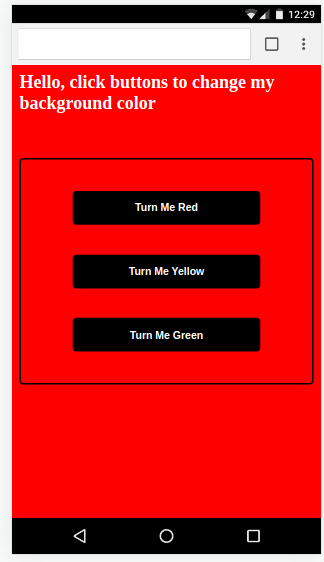 12:29
Hello, click buttons to change my
background color
Turn Me Red
Turn Me Yellow
Turn Me Green